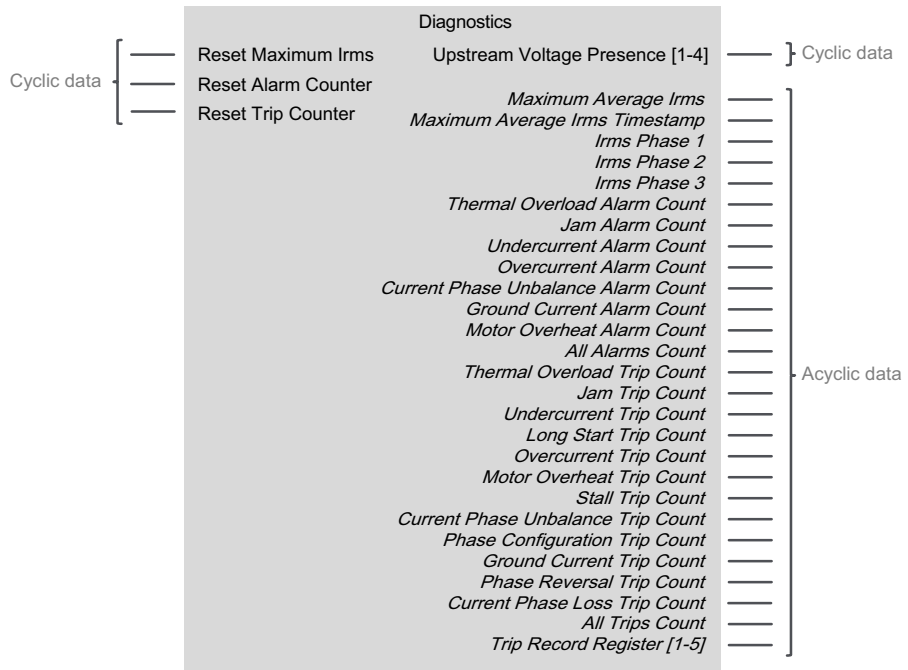 Diagnostics
Reset Maximum Irms
Upstream Voltage Presence [1-4]
Cyclic data
Cyclic data
Reset Alarm Counter
Reset Trip Counter
Maximum Average Irms
Maximum Average Irms Timestamp
Irms Phase 1
Irms Phase 2
Irms Phase 3
Thermal Overload Alarm Count
Jam Alarm Count
Undercurrent Alarm Count
Overcurrent Alarm Count
Current Phase Unbalance Alarm Count
Ground Current Alarm Count
Motor Overheat Alarm Count
All Alarms Count
Thermal Overload Trip Count
Acyclic data
Jam Trip Count
Undercurrent Trip Count
Long Start Trip Count
Overcurrent Trip Count
Motor Overheat Trip Count
Stall Trip Count
Current Phase Unbalance Trip Count
Phase Configuration Trip Count
Ground Current Trip Count
Phase Reversal Trip Count
Current Phase Loss Trip Count
All Trips Count
Trip Record Register [1-5]